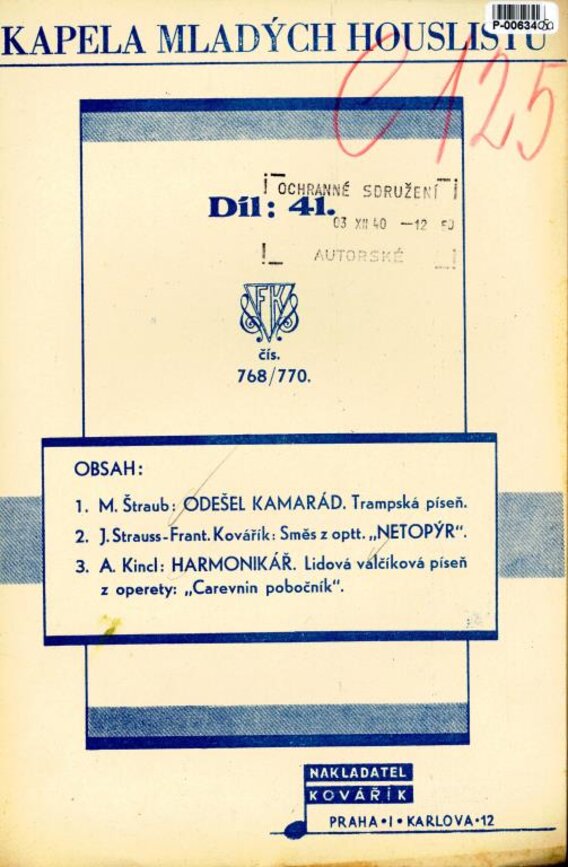 P-00634
KAPELA MLADÝCH HOUSLISTŮ
e 125
Díl: 41.
OCHRANNÉ SDRUŽENÍ
03 XII 40 —12
AUTORSKÉ
FK
čís.
768/770.
OBSAH:
1. M. Štraub: ODEŠEL KAMARÁD. Trampská píseň.
2. J. Strauss-Frant. Kovářík: Směs z optt. „NETOPÝR“.
3. A. Kincl: HARMONIKÁŘ. Lidová valčíková píseň
z operety: „Carevnin pobočník“.
NAKLADATEL
KOVÁŘÍK
PRAHA•I•KARLOVA•12